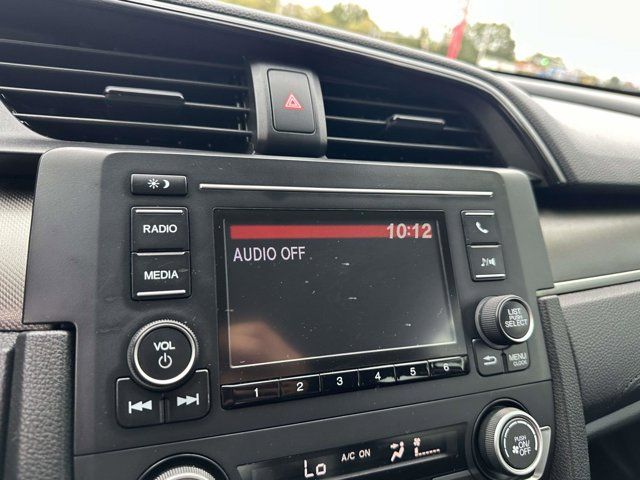 RADIO
MEDIA
VOL
10:12
AUDIO OFF
1 2 3 4 5 6
LIST/
PUSH
SELECT
MENU
CLOCK
Lo
A/C ON
PUSH
ON/
OFF